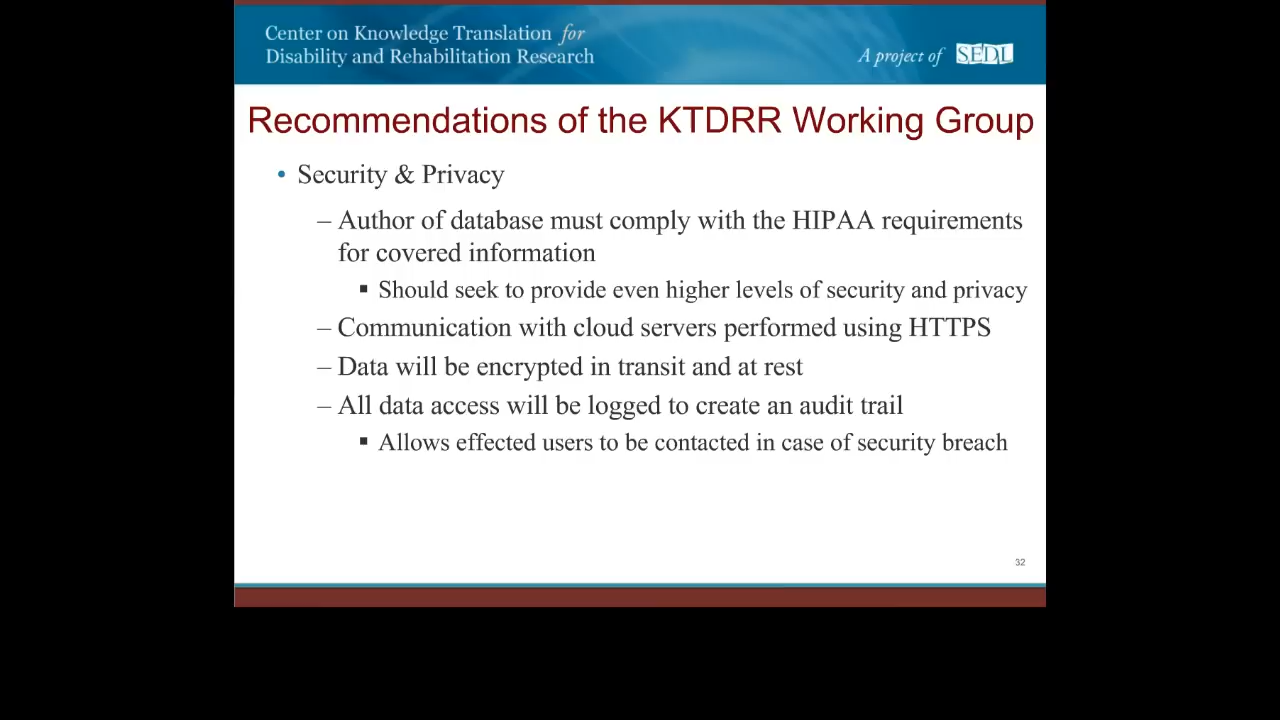 Center on Knowledge Translation for
Disability and Rehabilitation Research
A project of SEDL
Recommendations of the KTDRR Working Group
• Security & Privacy
– Author of database must comply with the HIPAA requirements
for covered information
▪ Should seek to provide even higher levels of security and privacy
– Communication with cloud servers performed using HTTPS
– Data will be encrypted in transit and at rest
– All data access will be logged to create an audit trail
▪ Allows effected users to be contacted in case of security breach
32